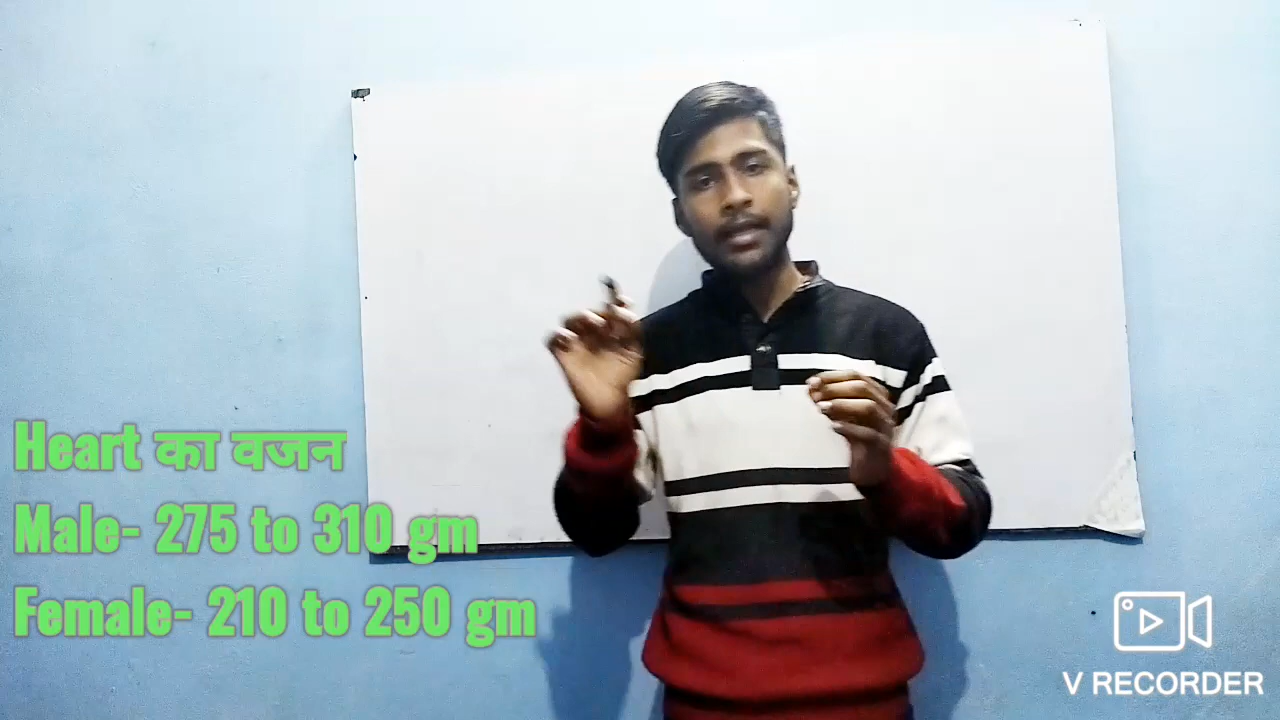 Heart का वजन
Male- 275 to 310 gm
Female- 210 to 250 gm
V RECORDER